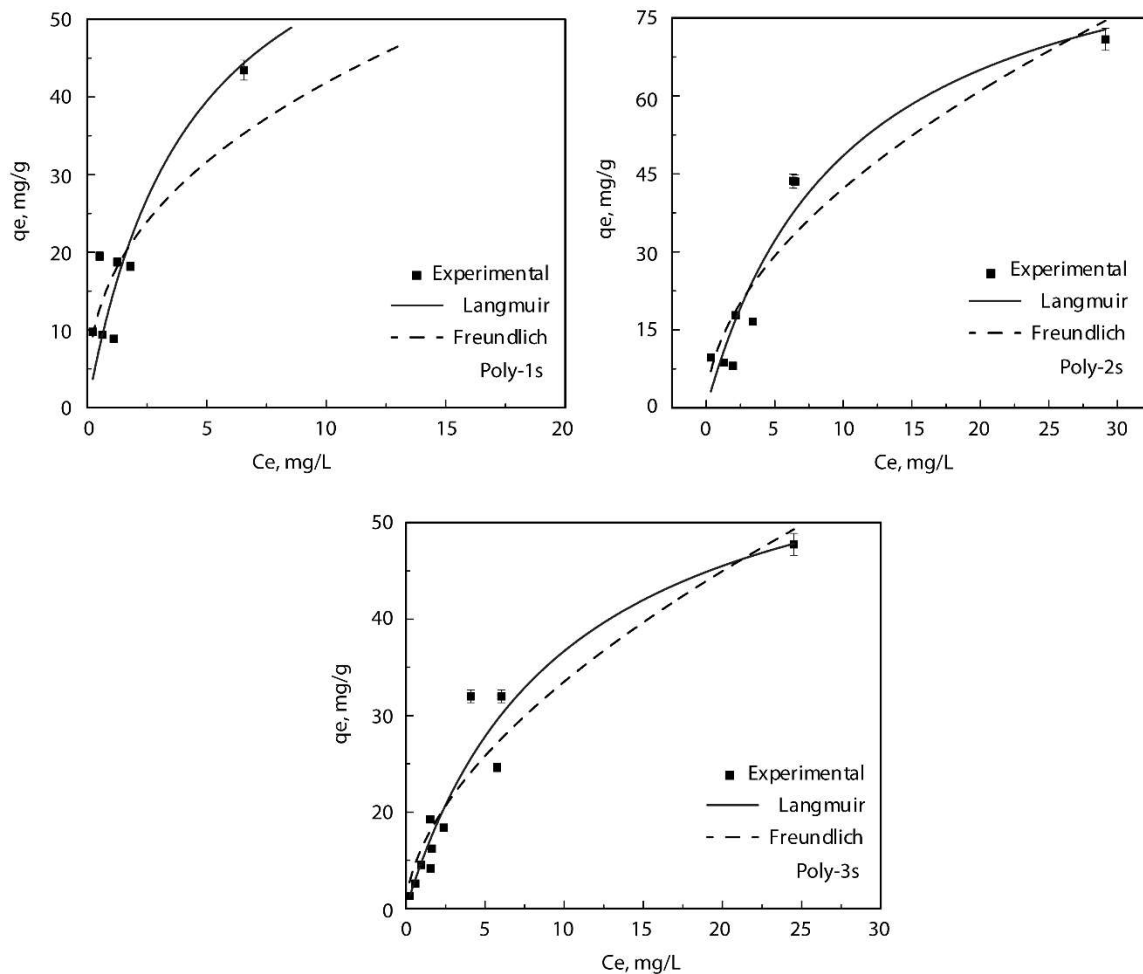 50
40
30
20
10
0
qe, mg/g
Experimental
Langmuir
Freundlich
Poly-1s
0 5 10 15 20
Ce, mg/L
75
60
45
30
15
0
qe, mg/g
Experimental
Langmuir
Freundlich
Poly-2s
0 5 10 15 20 25 30
Ce, mg/L
50
40
30
20
10
0
qe, mg/g
Experimental
Langmuir
Freundlich
Poly-3s
0 5 10 15 20 25 30
Ce, mg/L